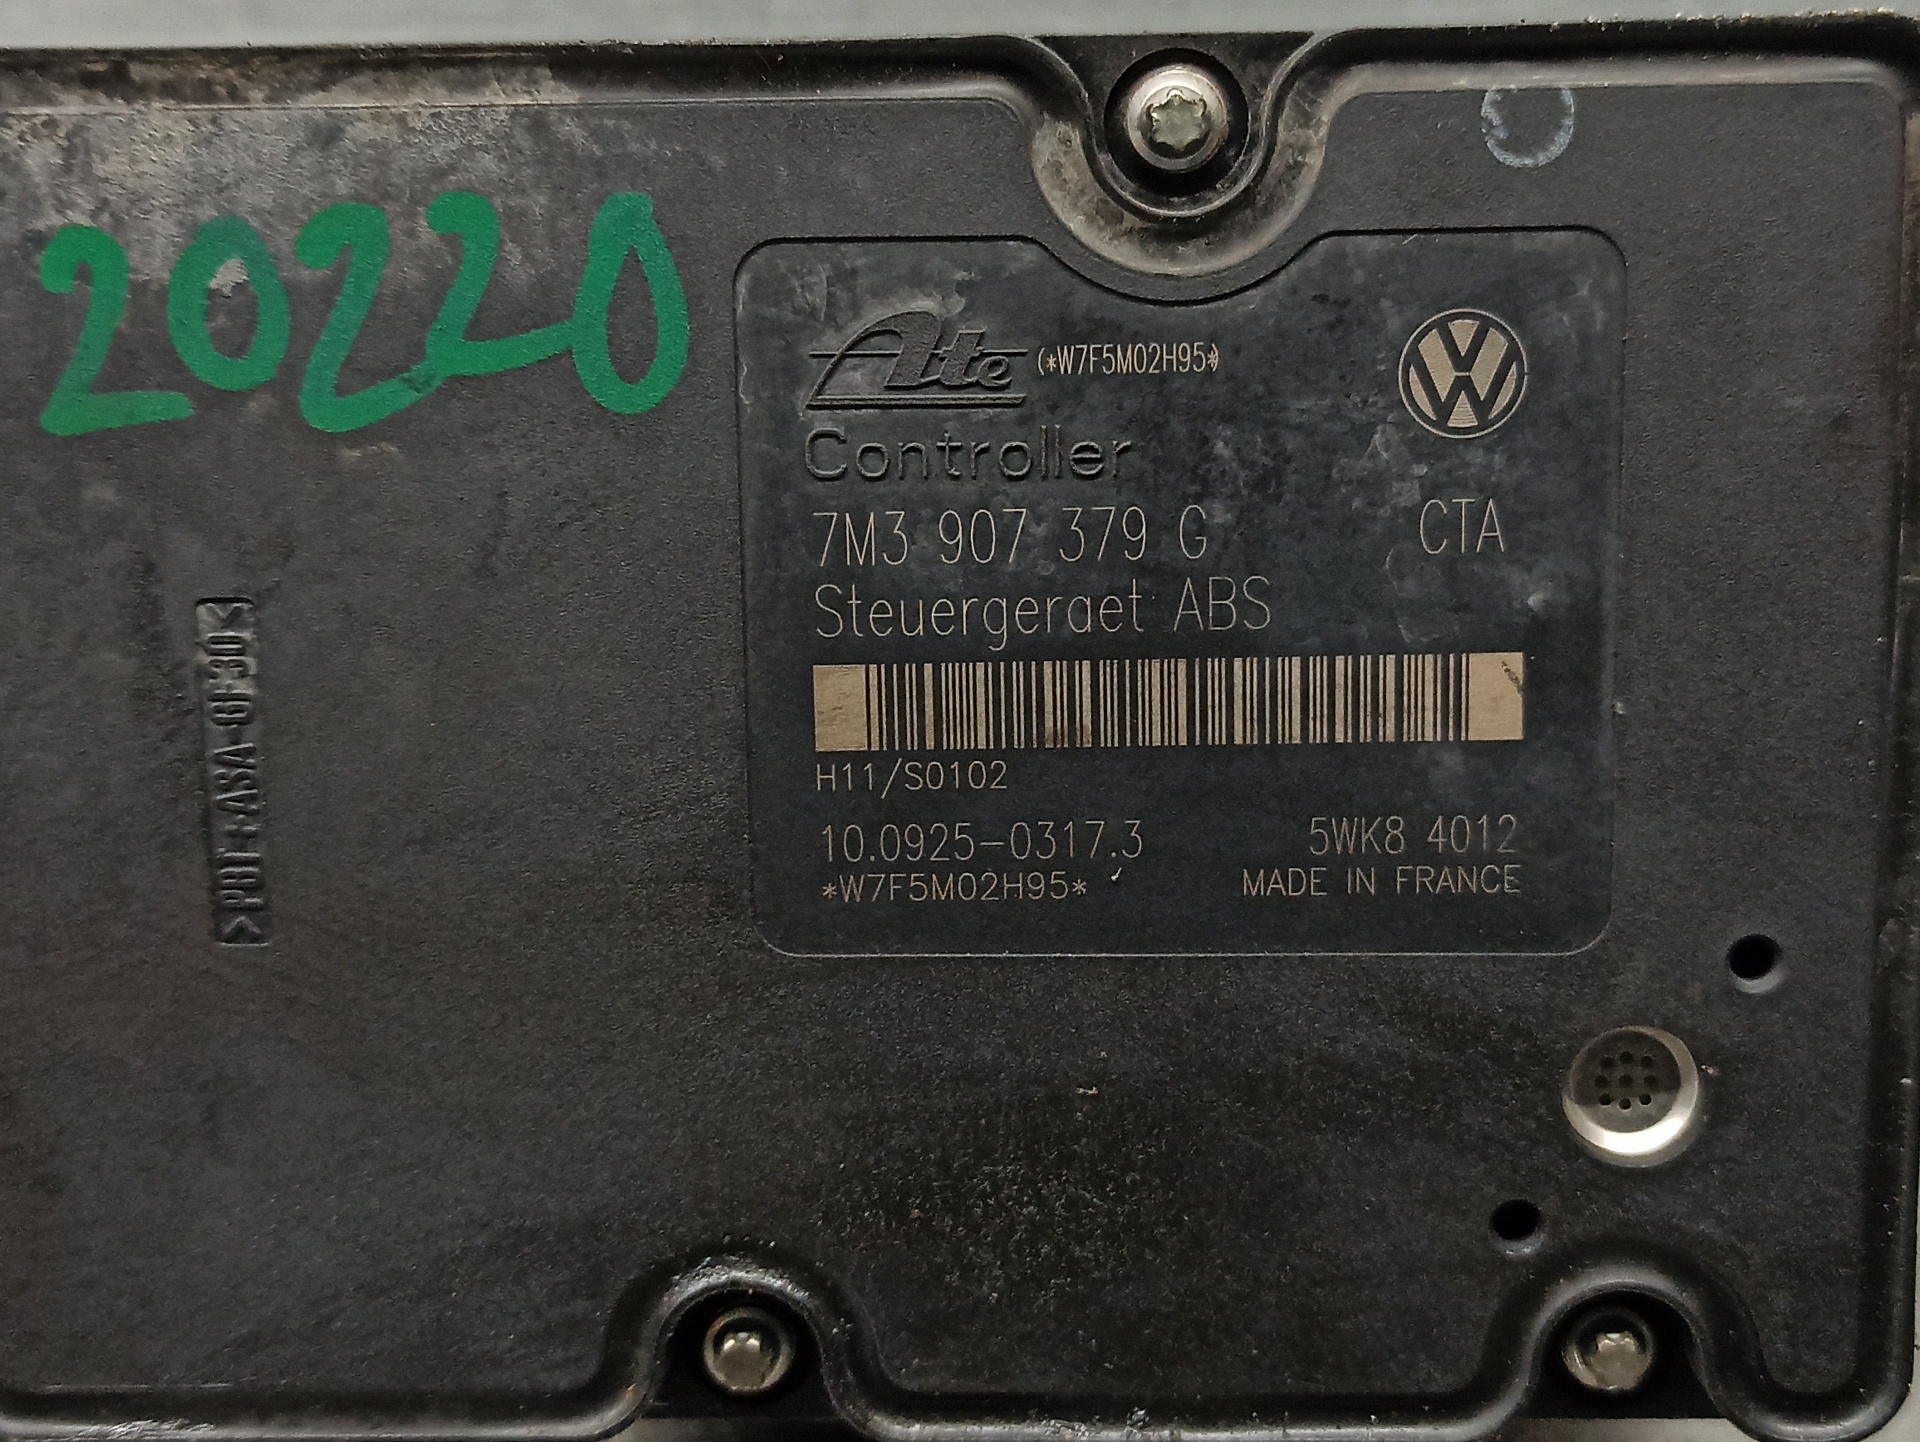 20220
Ate (*W7F5M02H95*)
Controller
7M3 907 379 G CTA
Steuergeraet ABS
H11/S0102
10.0925-0317.3 5WK8 4012
*W7F5M02H95* MADE IN FRANCE
>PBT+ASA-GF30<